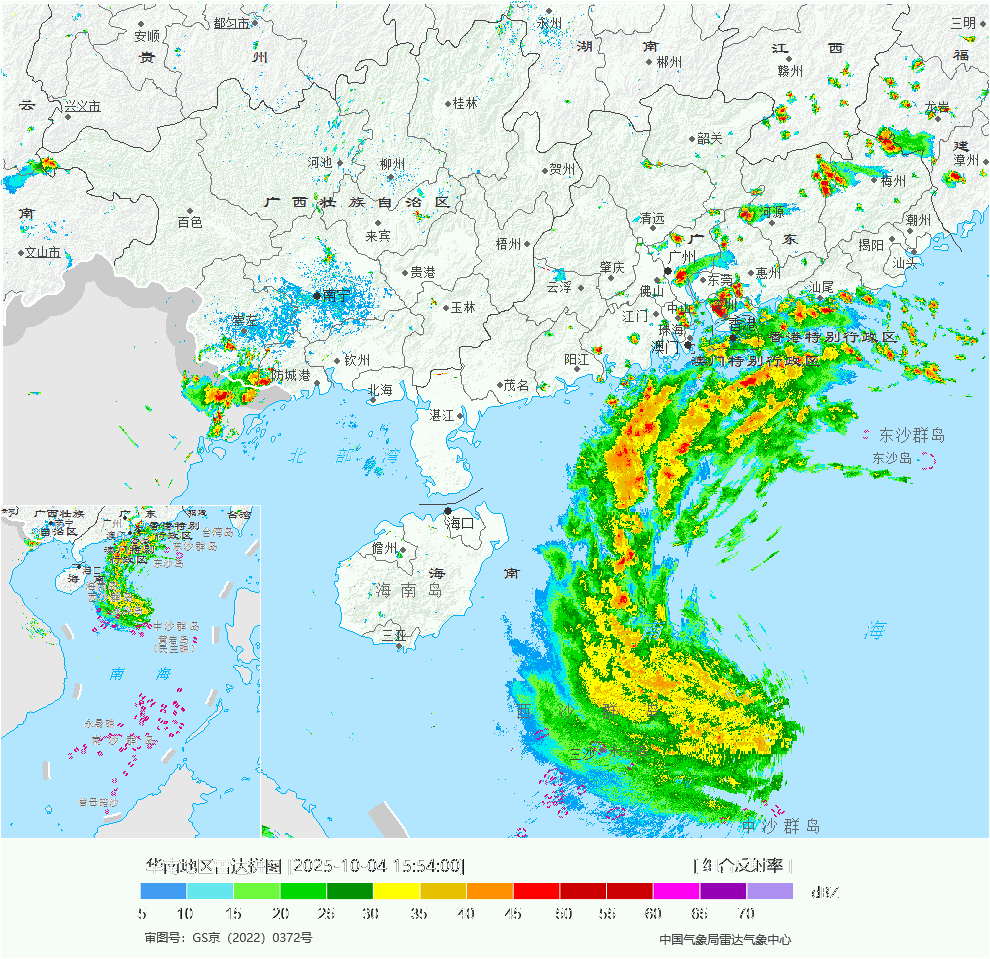 三明
永州
安顺
都匀市
贵 州
湖 南
江 西
福
郴州
赣州
云
兴义市
桂林
龙岩
韶关
建
漳州
河池
柳州
贺州
梅州
广 西 壮 族 自 治 区
南
百色
清远
河源
潮州
来宾
梧州
广 东
揭阳
文山市
广州
汕头
贵港
肇庆
惠州
云浮
佛山
东莞
汕尾
南宁
玉林
江门
中山
崇左
珠海
香港
香港特别行政区
澳门
澳门特别行政区
钦州
阳江
防城港
茂名
北海
湛江
东沙群岛
北 部 湾
东沙岛
海口
儋州
海 南
海南岛
海
三亚
西 沙 群 岛
中沙群岛
广西壮族
自治区
广 东
台湾
广州
香港特别
行政区
台湾岛
东沙群岛
东沙岛
海口
海 南
中沙群岛
黄岩岛
(民主礁)
南 海
永暑礁
南 沙 群 岛
曾母暗沙
华南地区雷达拼图 [2025-10-04 15:54:00]
[ 组合反射率 ]
dBZ
5 10 15 20 25 30 35 40 45 50 55 60 65 70
审图号：GS京（2022）0372号
中国气象局雷达气象中心